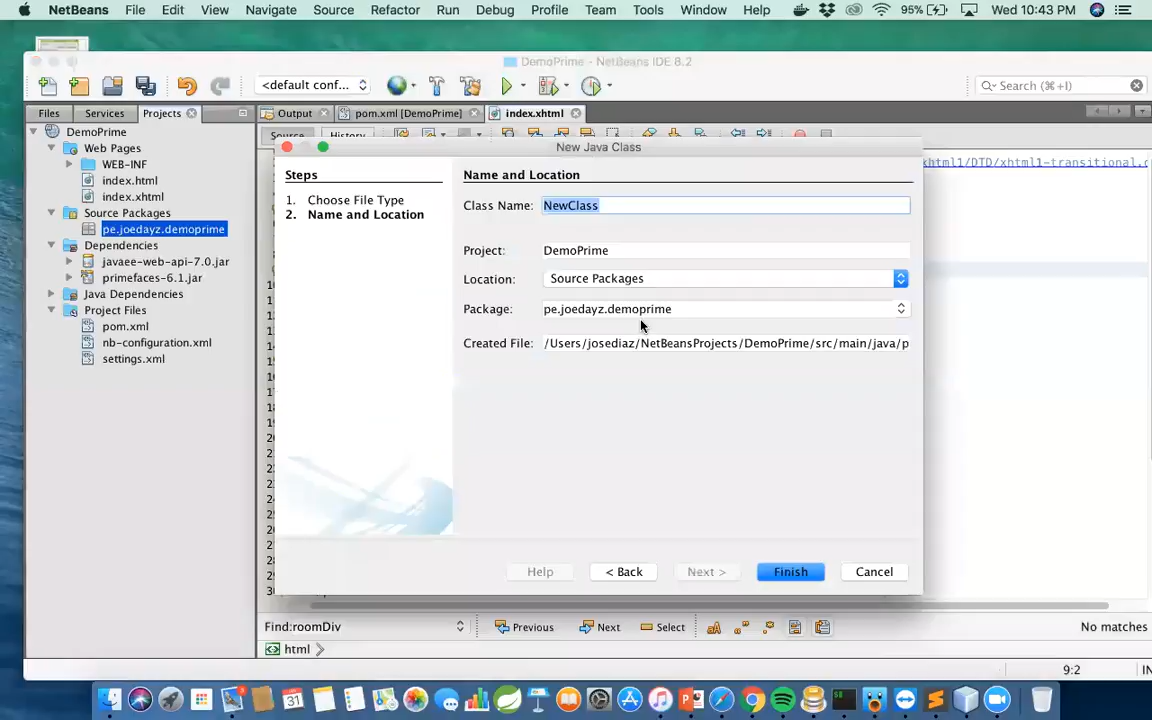 NetBeans File Edit View Navigate Source Refactor Run Debug Profile Team Tools Window Help 95% Wed 10:43 PM
DemoPrime - NetBeans IDE 8.2
<default conf... Search (⌘+I)
Files Services Projects Output pom.xml [DemoPrime] index.xhtml
Source History
DemoPrime
Web Pages
WEB-INF
index.html
index.xhtml
Source Packages
pe.joedayz.demoprime
Dependencies
javaee-web-api-7.0.jar
primefaces-6.1.jar
Java Dependencies
Project Files
pom.xml
nb-configuration.xml
settings.xml
New Java Class
Steps
1. Choose File Type
2. Name and Location
Name and Location
Class Name: NewClass
Project: DemoPrime
Location: Source Packages
Package: pe.joedayz.demoprime
Created File: /Users/josediaz/NetBeansProjects/DemoPrime/src/main/java/p
Help < Back Next > Finish Cancel
xhtml1/DTD/xhtml1-transitional.d
Find: roomDiv Previous Next Select No matches
html
9:2 IN
31